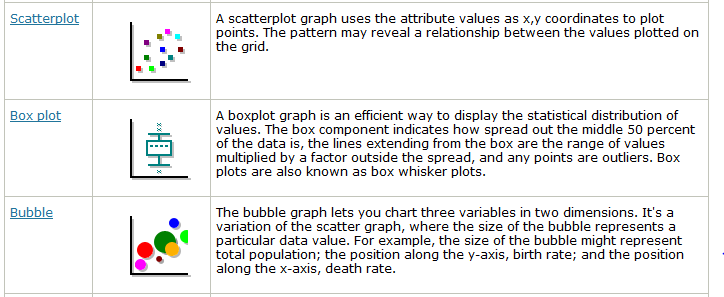 Scatterplot
A scatterplot graph uses the attribute values as x,y coordinates to plot
points. The pattern may reveal a relationship between the values plotted on
the grid.
Box plot
A boxplot graph is an efficient way to display the statistical distribution of
values. The box component indicates how spread out the middle 50 percent
of the data is, the lines extending from the box are the range of values
multiplied by a factor outside the spread, and any points are outliers. Box
plots are also known as box whisker plots.
Bubble
The bubble graph lets you chart three variables in two dimensions. It's a
variation of the scatter graph, where the size of the bubble represents a
particular data value. For example, the size of the bubble might represent
total population; the position along the y-axis, birth rate; and the position
along the x-axis, death rate.